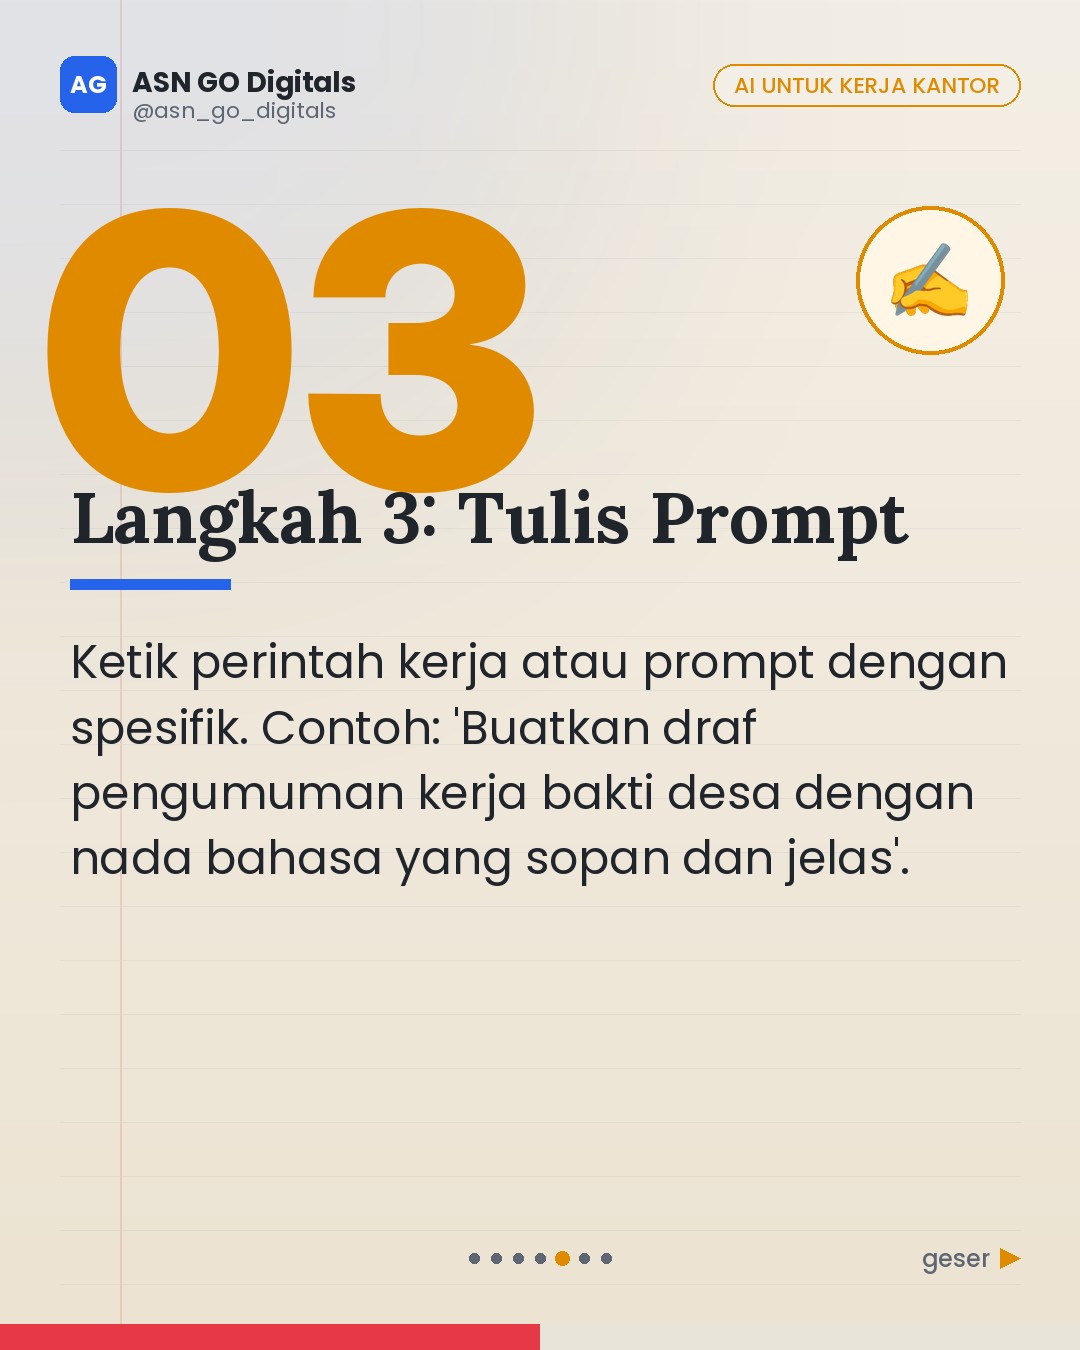 AG
ASN GO Digitals
@asn_go_digitals
AI UNTUK KERJA KANTOR
03
Langkah 3: Tulis Prompt
Ketik perintah kerja atau prompt dengan
spesifik. Contoh: 'Buatkan draf
pengumuman kerja bakti desa dengan
nada bahasa yang sopan dan jelas'.
geser